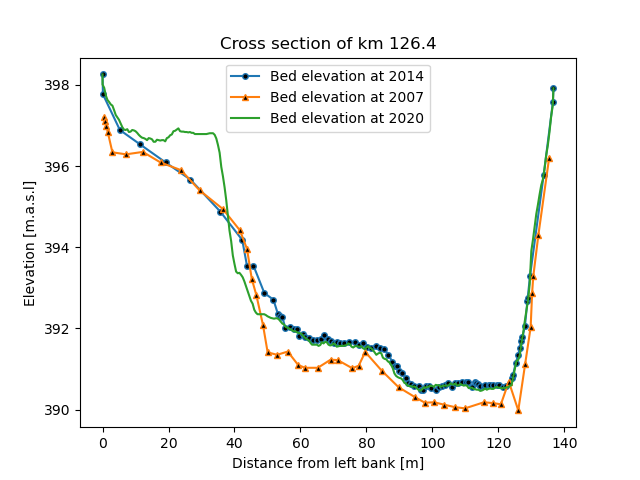 Cross section of km 126.4
Bed elevation at 2014
Bed elevation at 2007
Bed elevation at 2020
Elevation [m.a.s.l]
398
396
394
392
390
0 20 40 60 80 100 120 140
Distance from left bank [m]